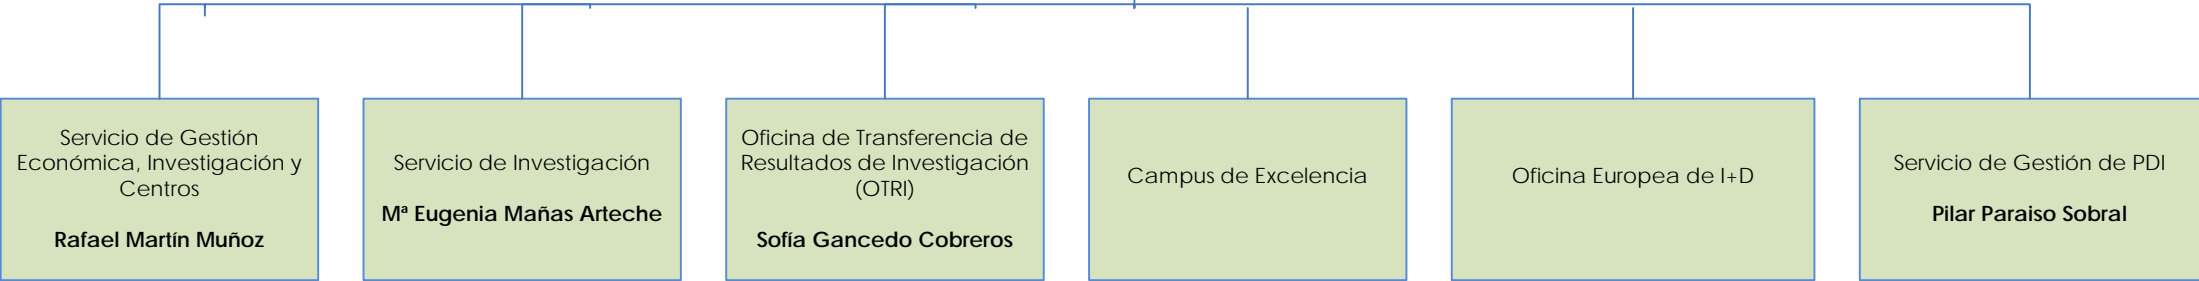 Servicio de Gestión
Económica, Investigación y
Centros
Rafael Martín Muñoz
Servicio de Investigación
Mª Eugenia Mañas Arteche
Oficina de Transferencia de
Resultados de Investigación
(OTRI)
Sofía Gancedo Cobreros
Campus de Excelencia
Oficina Europea de I+D
Servicio de Gestión de PDI
Pilar Paraiso Sobral